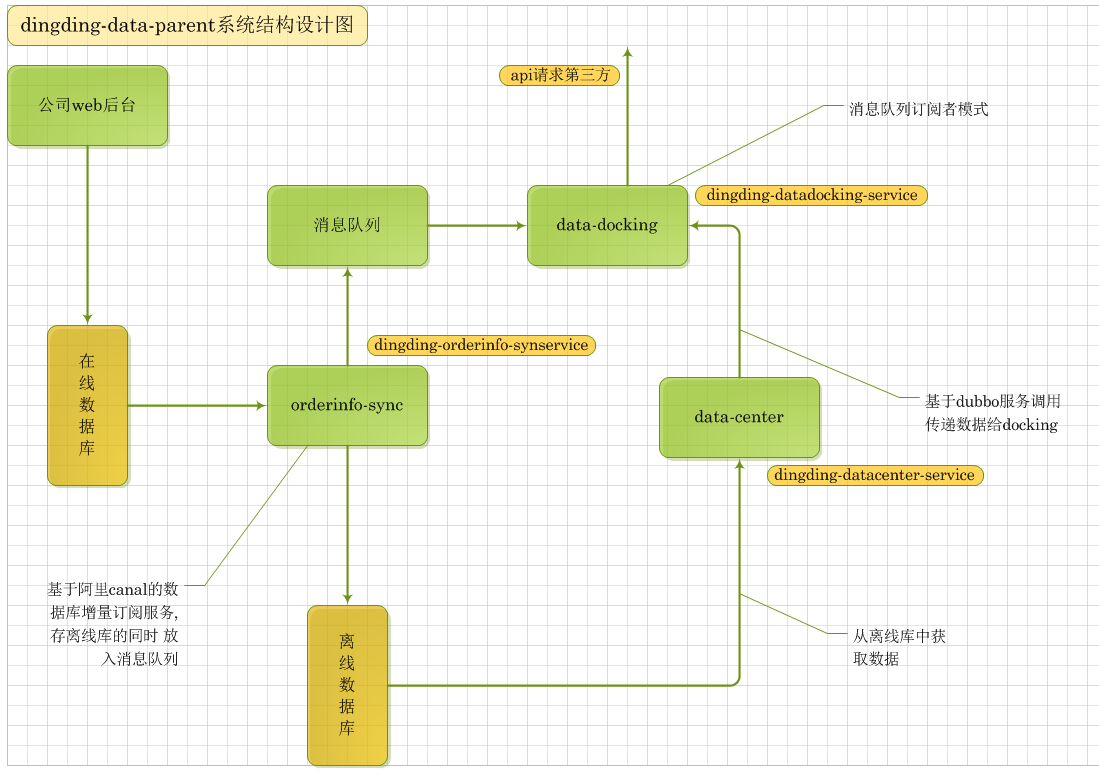 dingding-data-parent系统结构设计图
api请求第三方
公司web后台
消息队列订阅者模式
dingding-datadocking-service
消息队列
data-docking
dingding-orderinfo-synservice
在
线
数
据
库
orderinfo-sync
data-center
基于dubbo服务调用
传递数据给docking
dingding-datacenter-service
基于阿里canal的数
据库增量订阅服务,
存离线库的同时 放
入消息队列
离
线
数
据
库
从离线库中获
取数据